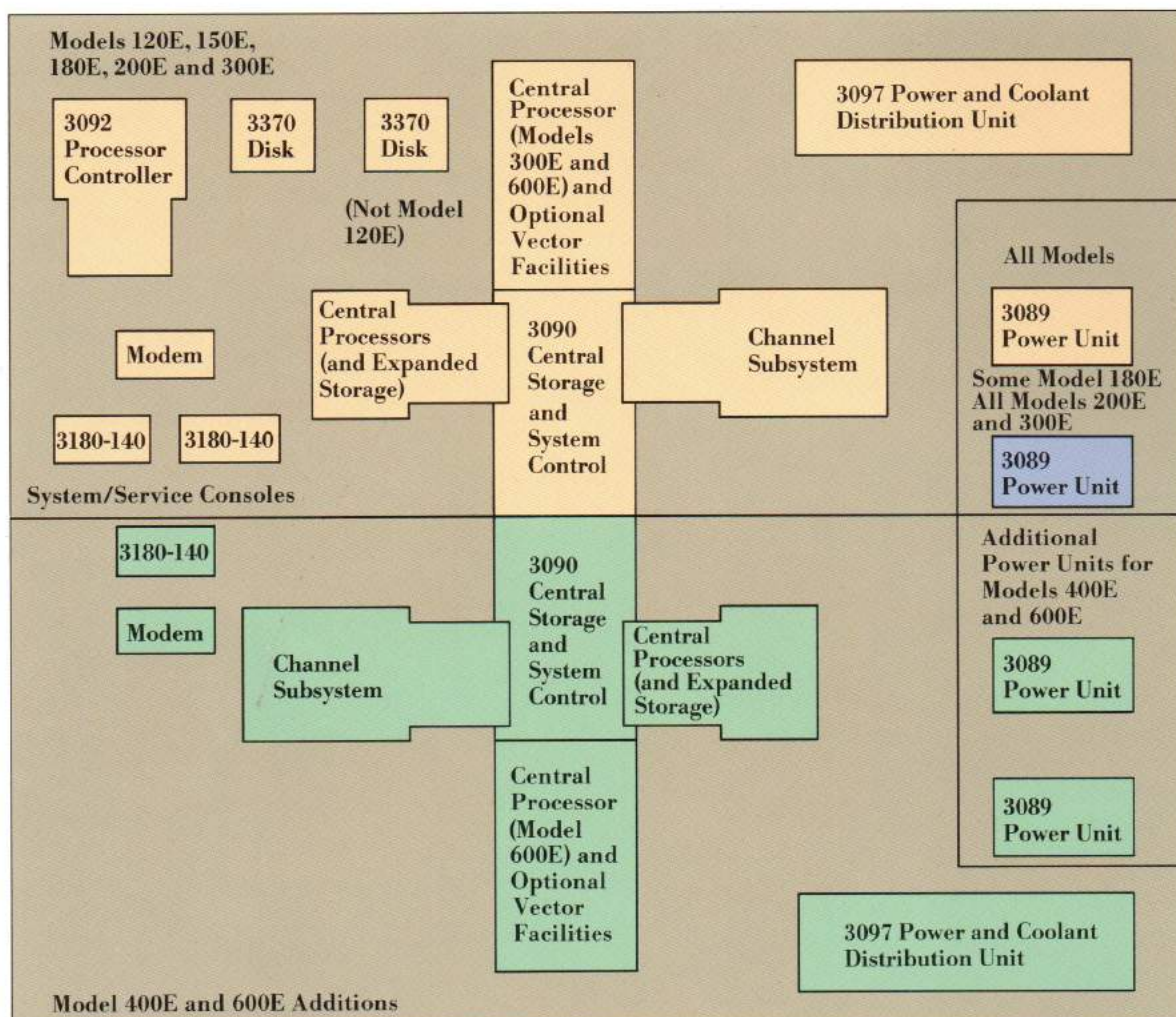 Models 120E, 150E,
180E, 200E and 300E
3092
Processor
Controller
3370
Disk
3370
Disk
(Not Model
120E)
Central
Processor
(Models
300E and
600E) and
Optional
Vector
Facilities
3097 Power and Coolant
Distribution Unit
All Models
3089
Power Unit
Some Model 180E
All Models 200E
and 300E
3089
Power Unit
Modem
3180-140
3180-140
System/Service Consoles
Central
Processors
(and Expanded
Storage)
3090
Central
Storage
and
System
Control
Channel
Subsystem
3180-140
Modem
Channel
Subsystem
3090
Central
Storage
and
System
Control
Central
Processors
(and Expanded
Storage)
Central
Processor
(Model
600E) and
Optional
Vector
Facilities
Additional
Power Units for
Models 400E
and 600E
3089
Power Unit
3089
Power Unit
3097 Power and Coolant
Distribution Unit
Model 400E and 600E Additions